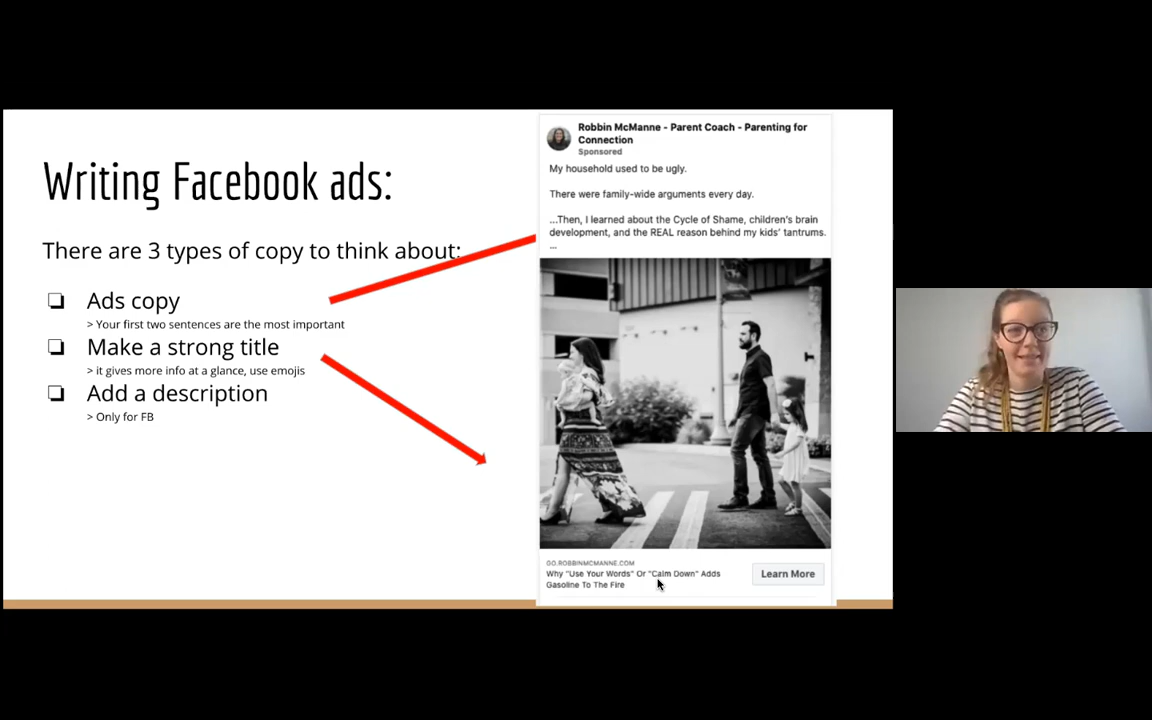 Writing Facebook ads:
There are 3 types of copy to think about:
❏ Ads copy
> Your first two sentences are the most important
❏ Make a strong title
> it gives more info at a glance, use emojis
❏ Add a description
> Only for FB
Robbin McManne - Parent Coach - Parenting for
Connection
Sponsored
My household used to be ugly.
There were family-wide arguments every day.
...Then, I learned about the Cycle of Shame, children's brain
development, and the REAL reason behind my kids' tantrums.
...
GO.ROBBINMCMANNE.COM
Why "Use Your Words" Or "Calm Down" Adds
Gasoline To The Fire
Learn More